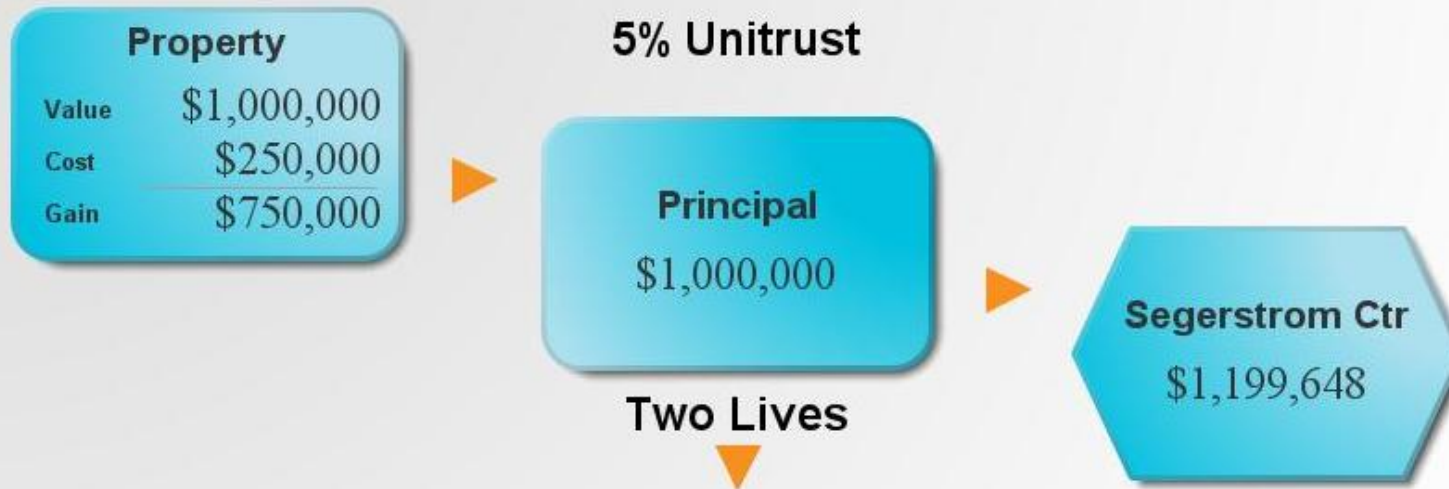 Property
Value $1,000,000
Cost $250,000
Gain $750,000
5% Unitrust
Principal
$1,000,000
Two Lives
Segerstrom Ctr
$1,199,648